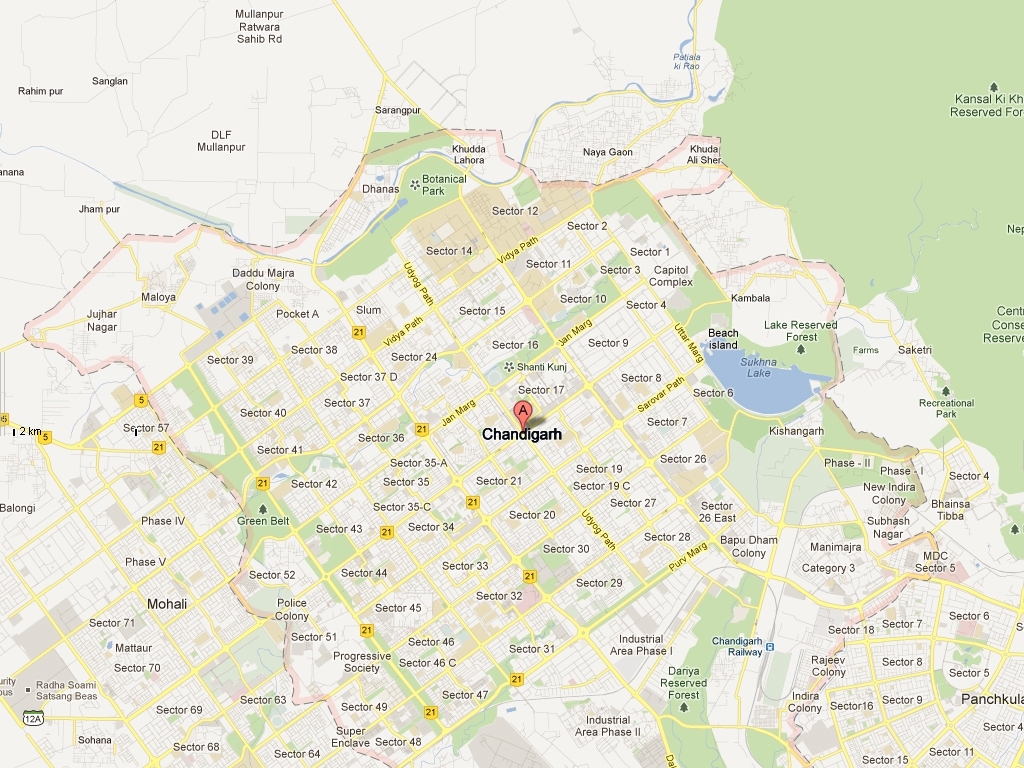 Mullanpur
Ratwara
Sahib Rd
Patiala
ki Rao
Sanglan
Rahim pur
Kansal Ki
Reserved
Sarangpur
DLF
Mullanpur
Khudda
Lahora
Naya Gaon
Khuda
Ali Sher
Dhanas
Botanical
Park
Jham pur
Sector 12
Sector 2
Sector 14
Vidya Path
Sector 1
Sector 11
Sector 3
Capitol
Complex
Daddu Majra
Colony
Udyog Path
Maloya
Sector 10
Kambala
Sector 4
Pocket A
Slum
Sector 15
Jujhar
Nagar
Vidya Path
21
Jan Marg
Uttar Marg
Beach
island
Lake Reserved
Forest
Sector 16
Sector 9
Sector 38
Sector 39
Sector 24
Farms
Saketri
Shanti Kunj
Sukhna
Lake
Sector 37 D
Sector 8
Sector 17
Sarovar Path
Sector 6
Recreational
Park
5
Sector 37
Sector 40
Jan Marg
A
Sector 7
Sector 57
5
2 km
21
Chandigarh
Kishangarh
Sector 36
21
Sector 41
Sector 35-A
Sector 19
Sector 26
Phase - II
Phase - I
Sector 4
Sector 42
21
Sector 35
Sector 21
Sector 19 C
New Indira
Colony
Balongi
Sector 35-C
21
Sector 27
Sector
26 East
Bhainsa
Tibba
Phase IV
Green Belt
Sector 43
21
Sector 34
Sector 20
Udyog Path
Subhash
Nagar
Sector 28
Bapu Dham
Colony
Manimajra
Sector 30
Purv Marg
MDC
Sector 5
Phase V
Sector 33
Category 3
Sector 52
Sector 44
21
Sector 29
Mohali
Police
Colony
Sector 45
Sector 32
Sector 6
Sector 71
Sector 51
21
Sector 46
Industrial
Area Phase I
Chandigarh
Railway
Sector 18
Sector 7
Mattaur
Sector 31
Sector 70
Progressive
Society
Sector 46 C
Dariya
Reserved
Forest
Rajeev
Colony
Sector 8
Sector 5
Radha Soami
Satsang Beas
21
Sector 47
Sector 63
Indira
Colony
Sector16
Sector 9
Panchkula
Sector 69
Sector 49
21
12A
Industrial
Area Phase II
Super
Enclave
Sector 48
Sector 10
Sector 4
Sohana
Sector 68
Sector 64
Sector 15
Sector 11